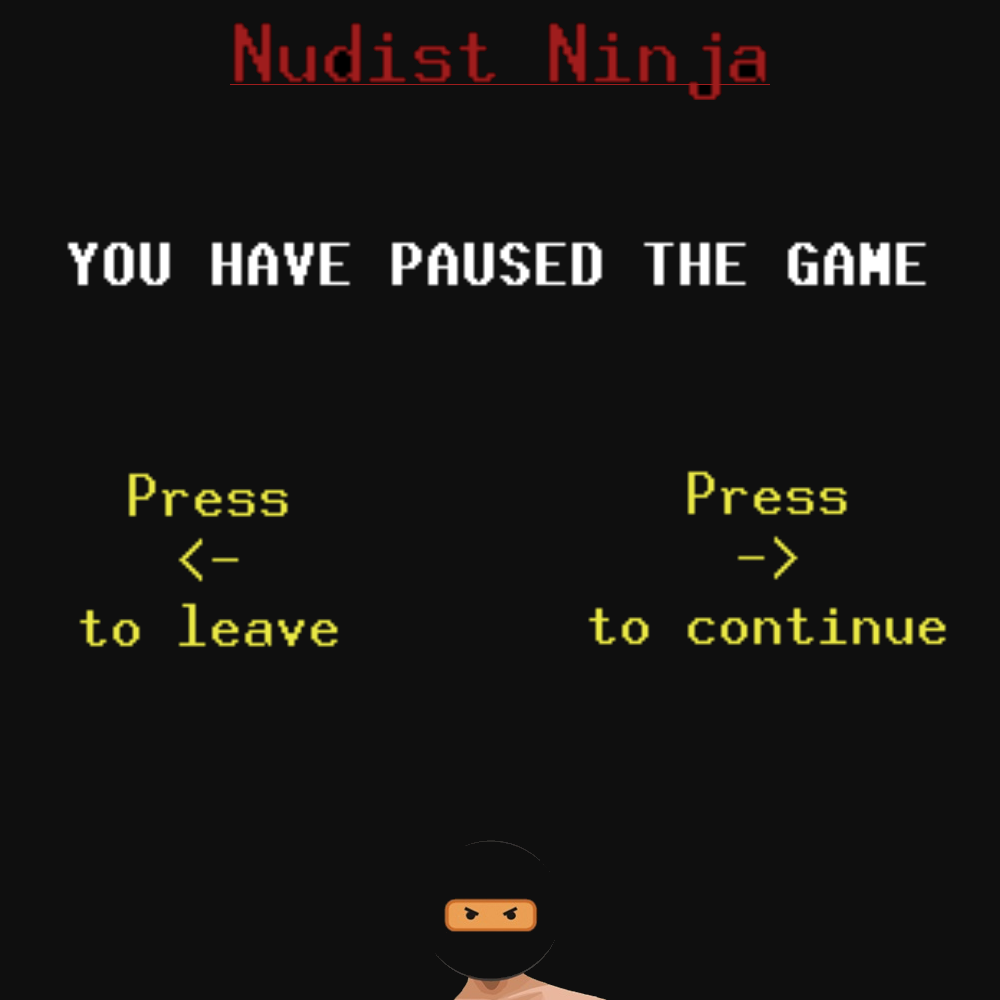 Nudist Ninja
YOU HAVE PAUSED THE GAME
Press
<-
to leave
Press
->
to continue